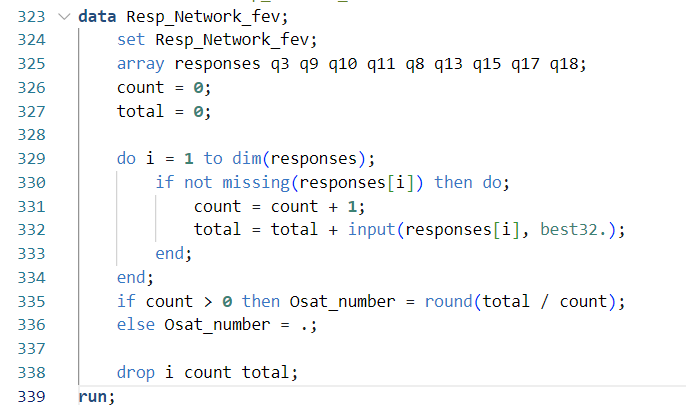 323 data Resp_Network_fev;
324 set Resp_Network_fev;
325 array responses q3 q9 q10 q11 q8 q13 q15 q17 q18;
326 count = 0;
327 total = 0;
328
329 do i = 1 to dim(responses);
330 if not missing(responses[i]) then do;
331 count = count + 1;
332 total = total + input(responses[i], best32.);
333 end;
334 end;
335 if count > 0 then Osat_number = round(total / count);
336 else Osat_number = .;
337
338 drop i count total;
339 run;